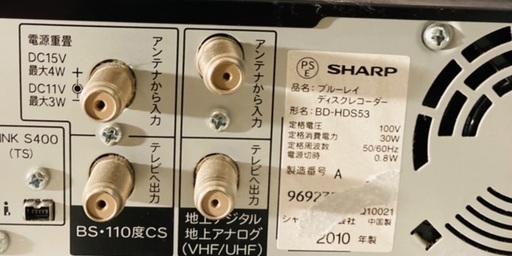 電源重畳
DC15V
最大4W
DC11V
最大3W
アンテナから入力
アンテナから入力
テレビへ出力
テレビへ出力
INK S400
(TS)
i.
BS・110度CS
地上デジタル
地上アナログ
(VHF/UHF)
PS
E
SHARP
品名：ブルーレイ
ディスクレコーダー
形名：BD-HDS53
定格電圧： 100V
定格消費電力： 30W
定格周波数： 50/60Hz
電源切時： 0.8W
製造番号 A
Q10021
中国製
2010 年製